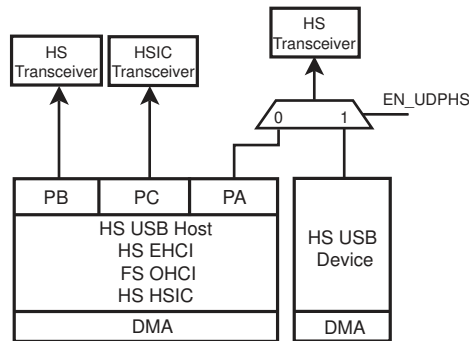 HS
Transceiver
HSIC
Transceiver
HS
Transceiver
EN_UDPHS
0
1
PB
PC
PA
HS USB Host
HS EHCI
FS OHCI
HS HSIC
DMA
HS USB
Device
DMA